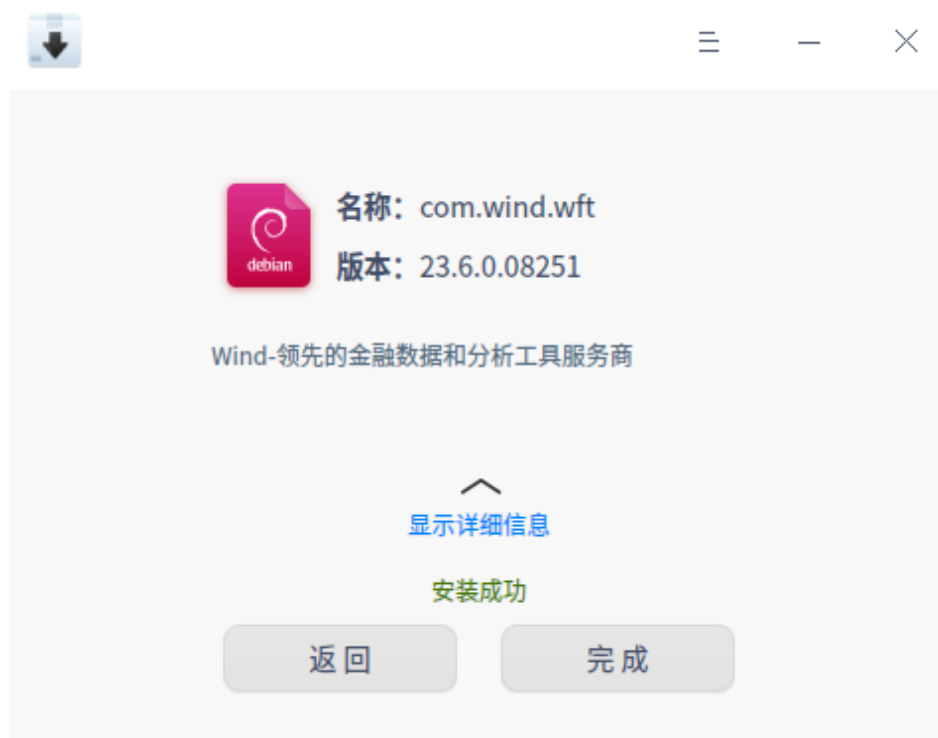 名称：com.wind.wft
debian
版本：23.6.0.08251
Wind-领先的金融数据和分析工具服务商
显示详细信息
安装成功
返回
完成